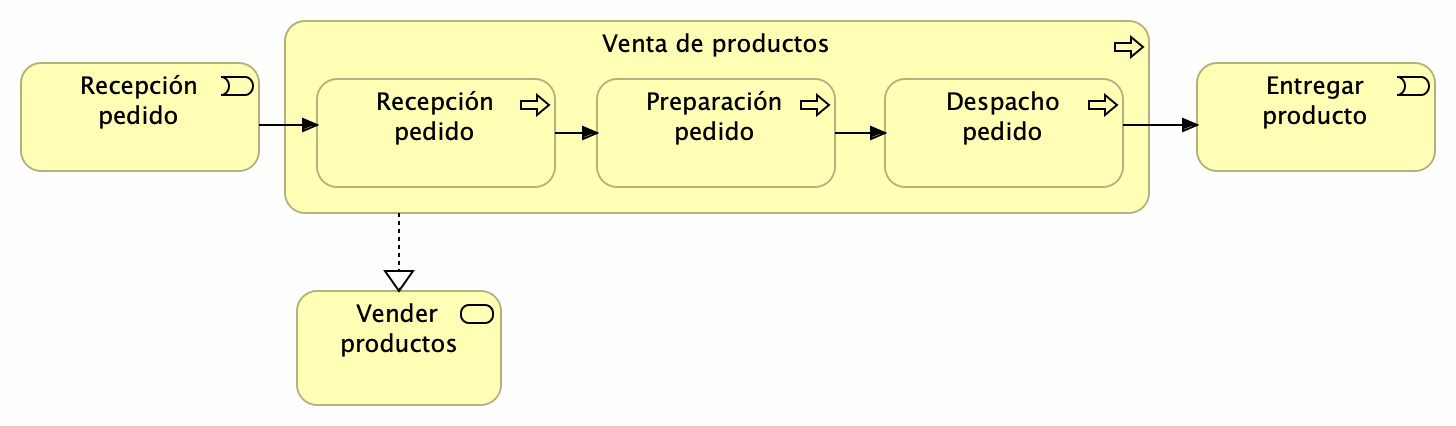 Venta de productos
Recepción
pedido
Recepción
pedido
Preparación
pedido
Despacho
pedido
Entregar
producto
Vender
productos